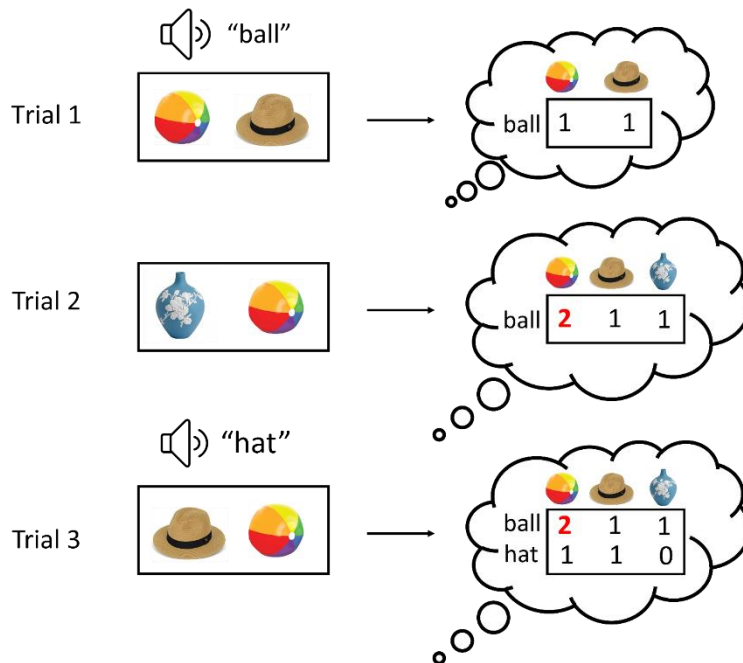 “ball”
Trial 1
ball 1 1
Trial 2
ball 2 1 1
“hat”
Trial 3
ball 2 1 1
hat 1 1 0